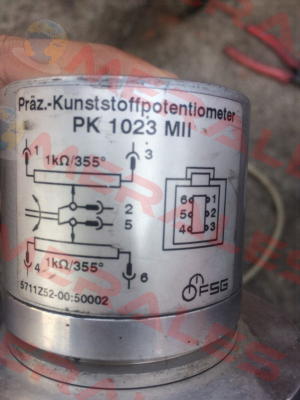 Präz.-Kunststoffpotentiometer
PK 1023 MII
1 3
1kΩ/355°
2
5
6 1
5 2
4 3
1kΩ/355°
4 6
5711Z52-00:50002
FSG
MERALES